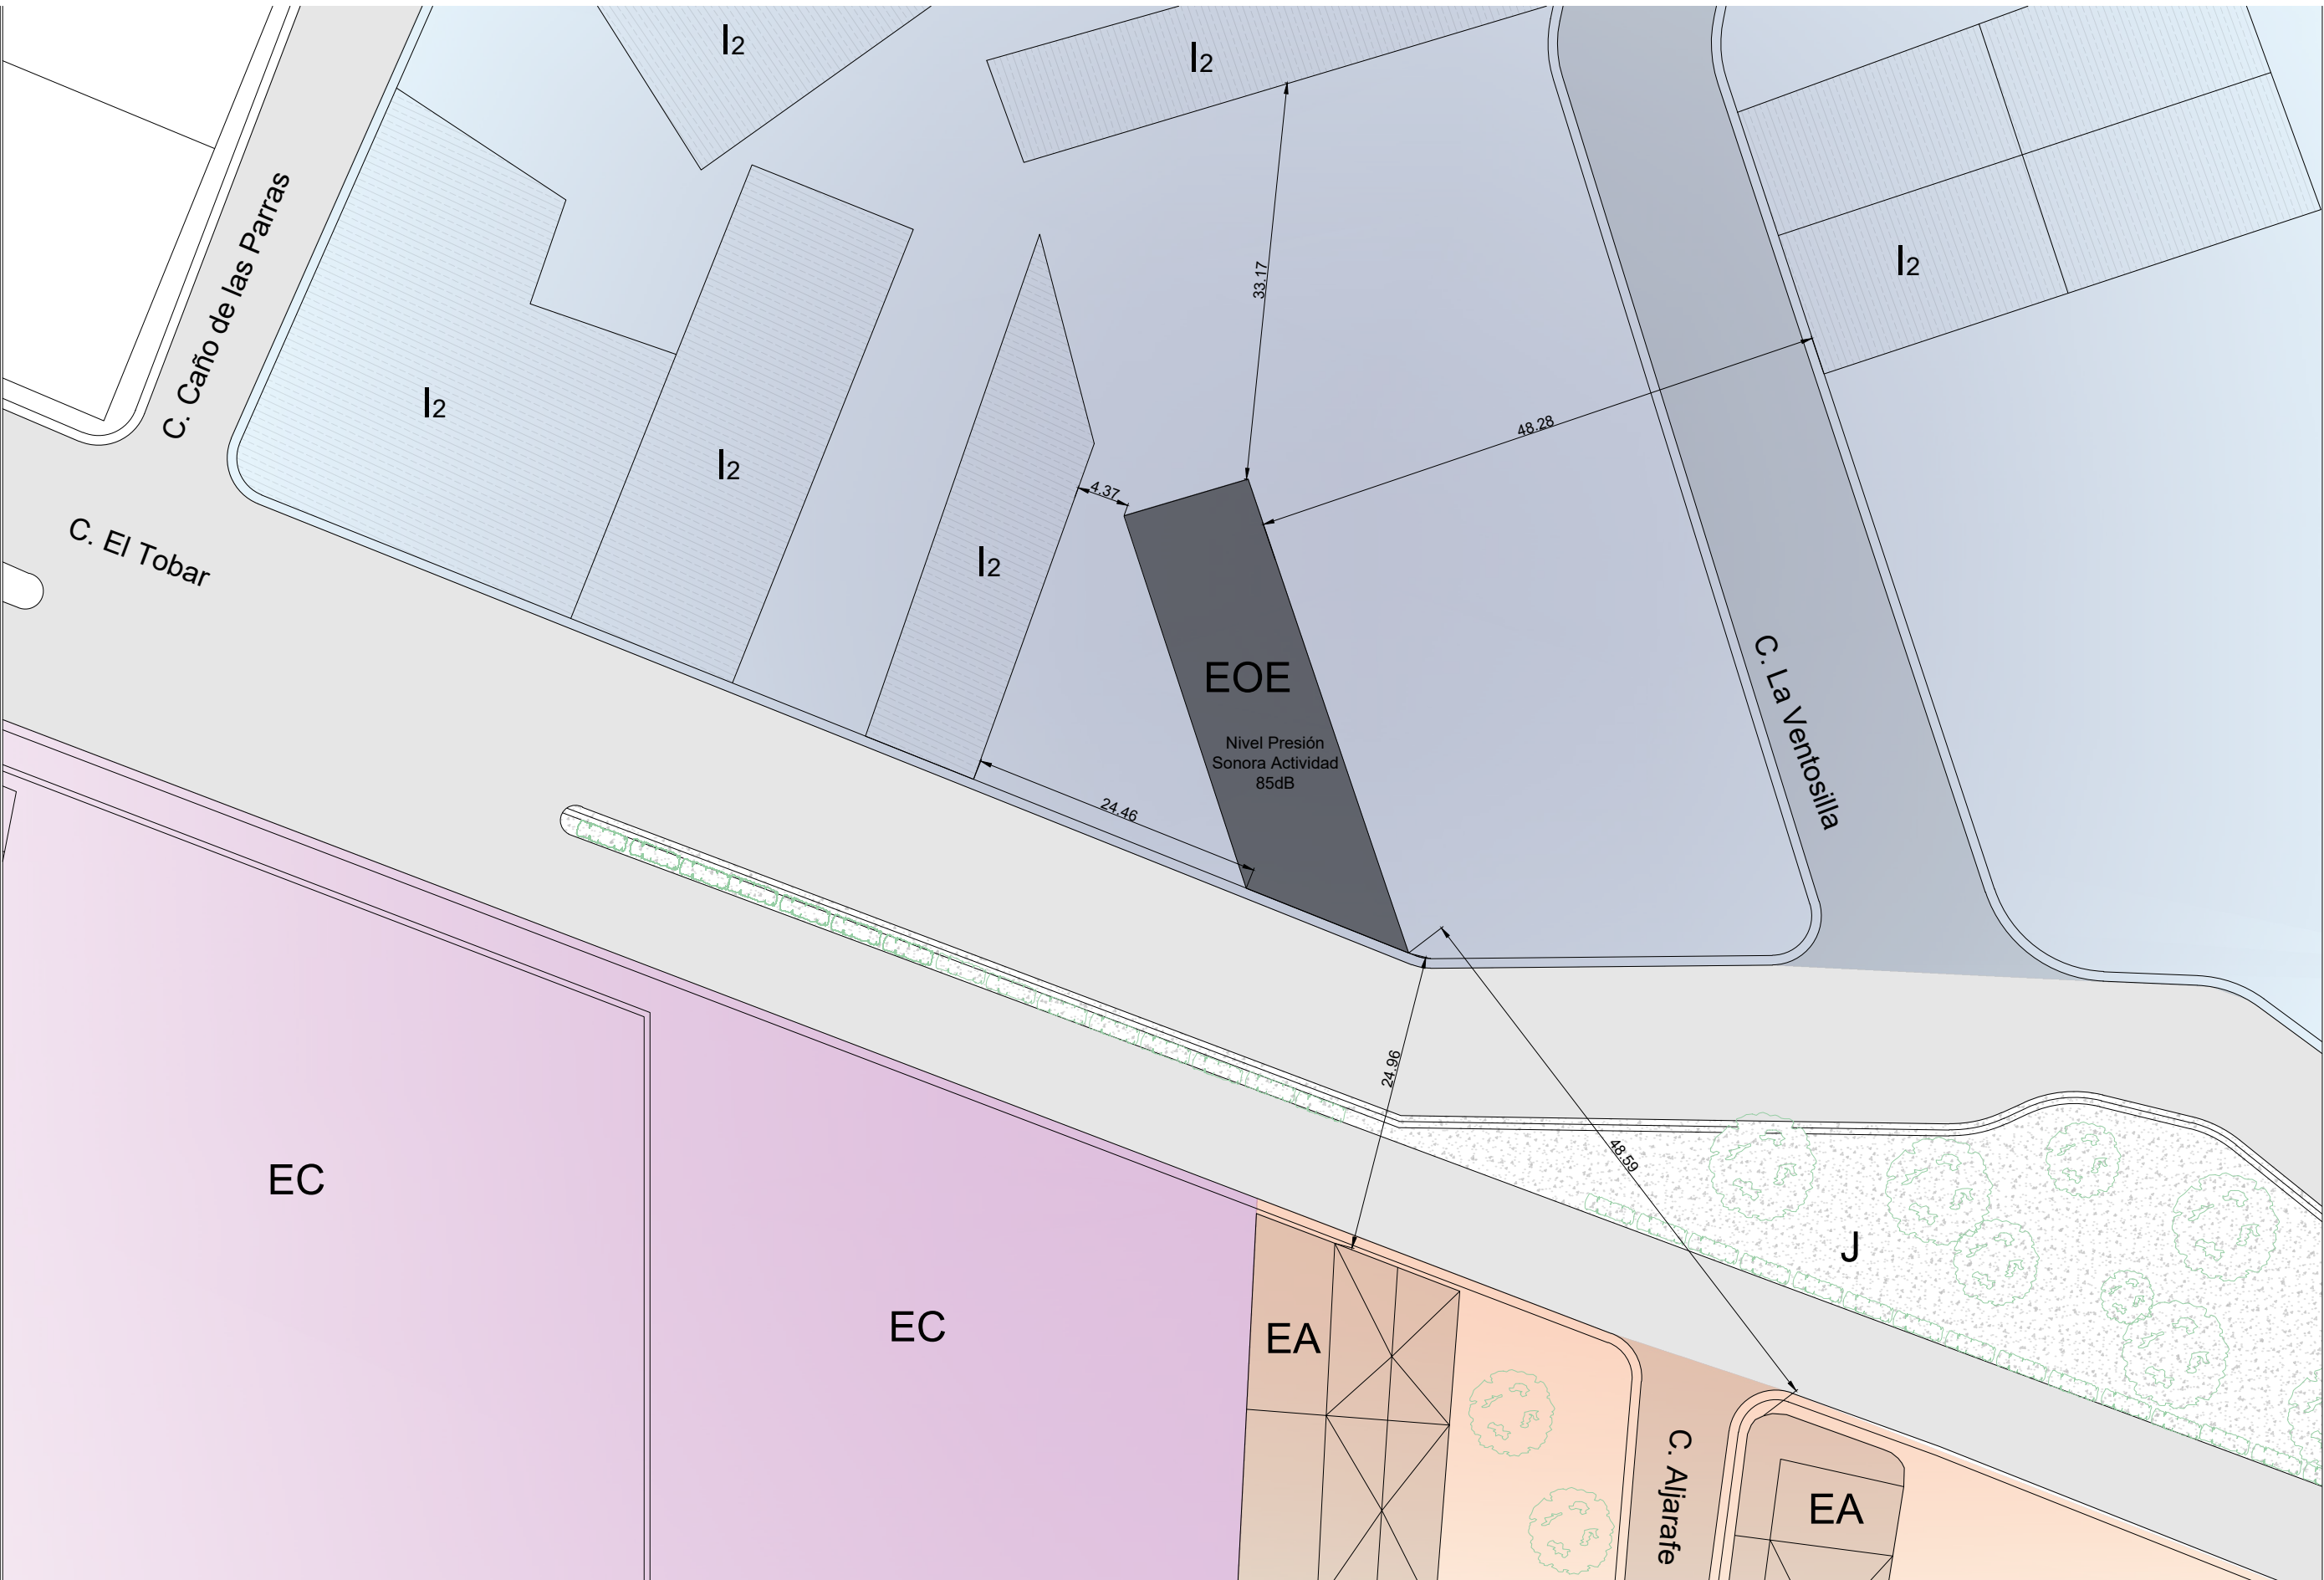 I2
I2
C. Caño de las Parras
I2
33.17
I2
48.28
I2
I2
4.37
C. El Tobar
I2
EOE
Nivel Presión
Sonora Actividad
85dB
C. La Ventosilla
24.46
24.96
48.59
EC
J
EC
EA
C. Aljarafe
EA